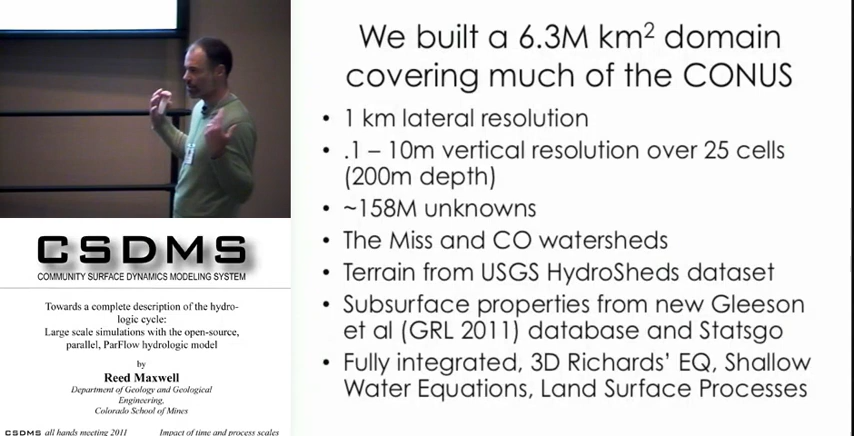 We built a 6.3M km² domain
covering much of the CONUS
• 1 km lateral resolution
• .1 – 10m vertical resolution over 25 cells
(200m depth)
• ~158M unknowns
• The Miss and CO watersheds
• Terrain from USGS HydroSheds dataset
• Subsurface properties from new Gleeson
et al (GRL 2011) database and Statsgo
• Fully integrated, 3D Richards' EQ, Shallow
Water Equations, Land Surface Processes
CSDMS
COMMUNITY SURFACE DYNAMICS MODELING SYSTEM
Towards a complete description of the hydro-
logic cycle:
Large scale simulations with the open-source,
parallel, ParFlow hydrologic model
by
Reed Maxwell
Department of Geology and Geological
Engineering,
Colorado School of Mines
CSDMS all hands meeting 2011 Impact of time and process scales